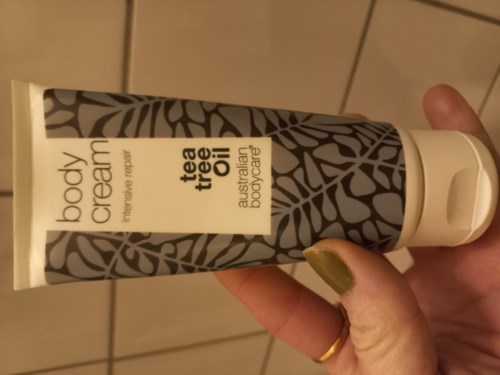 body
cream
intensive repair
tea
tree
Oil
australian
bodycare®